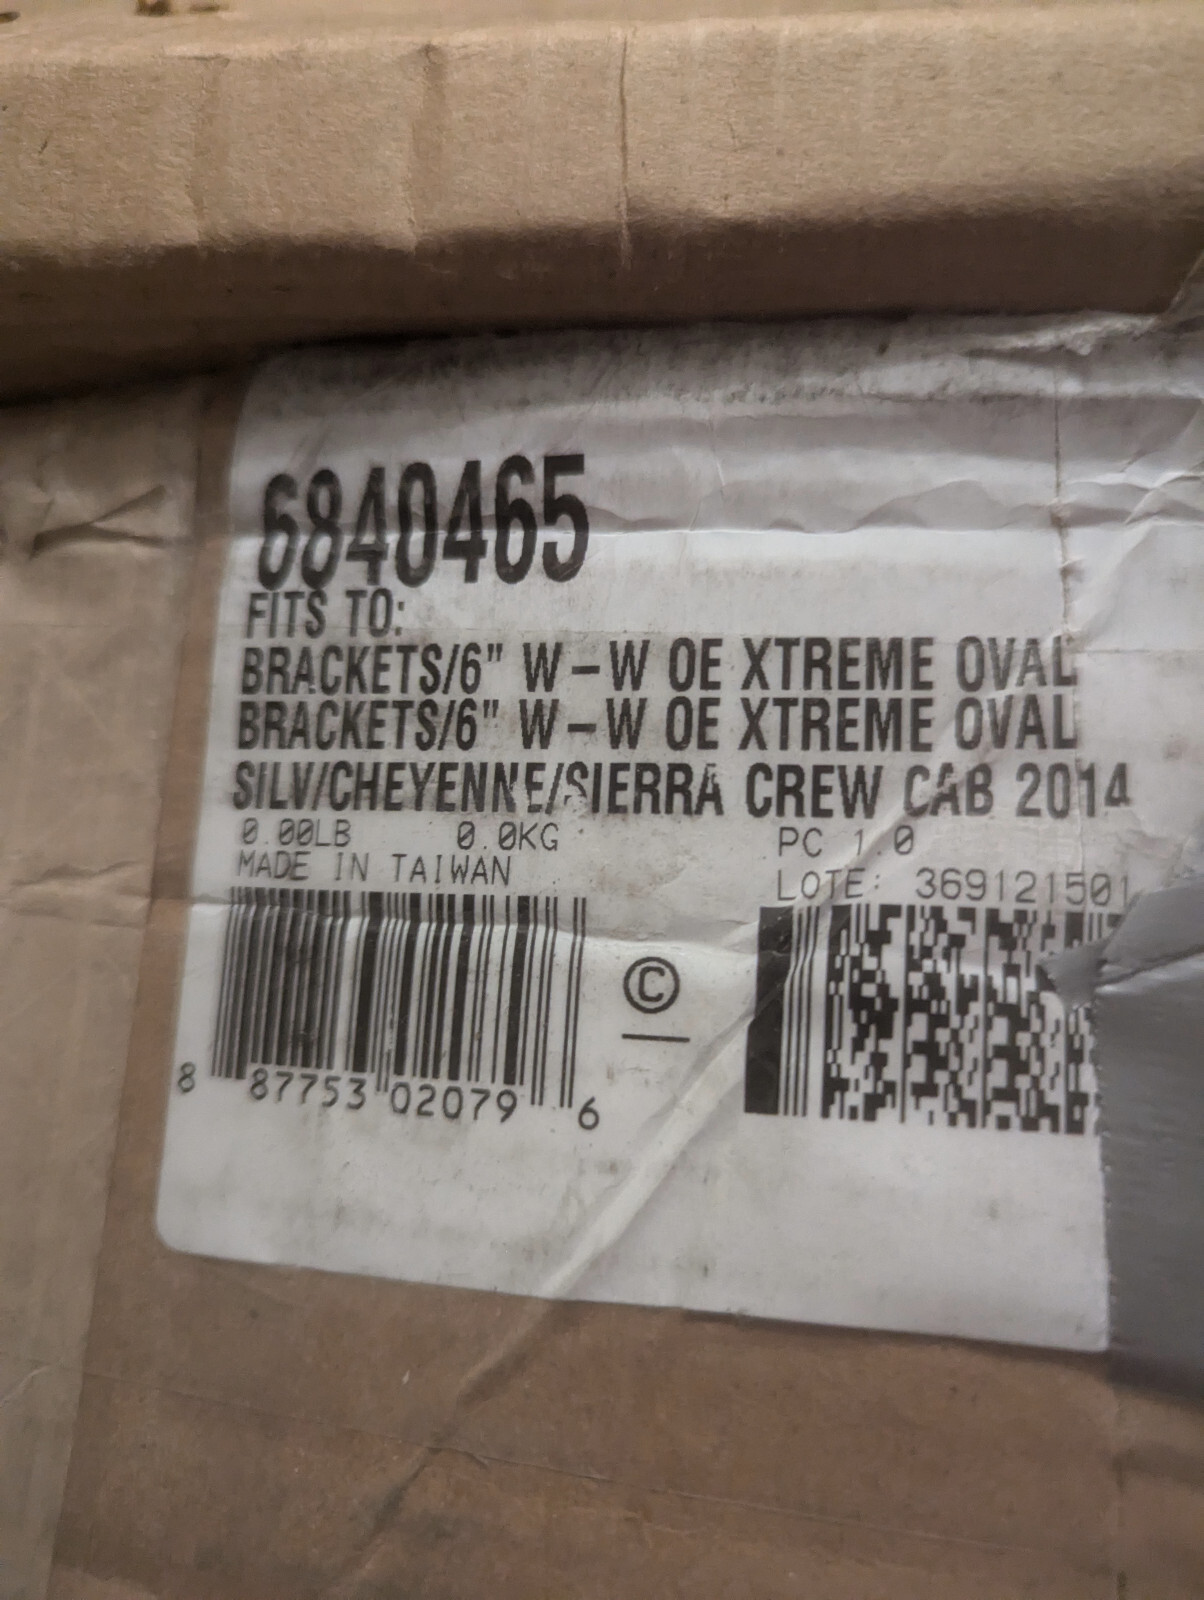 6840465
FITS TO:
BRACKETS/6" W-W OE XTREME OVAL
BRACKETS/6" W-W OE XTREME OVAL
SILV/CHEYENNE/SIERRA CREW CAB 2014
0.00LB 0.0KG PC 1.0
MADE IN TAIWAN
LOTE: 369121501
©
8 87753 02079 6